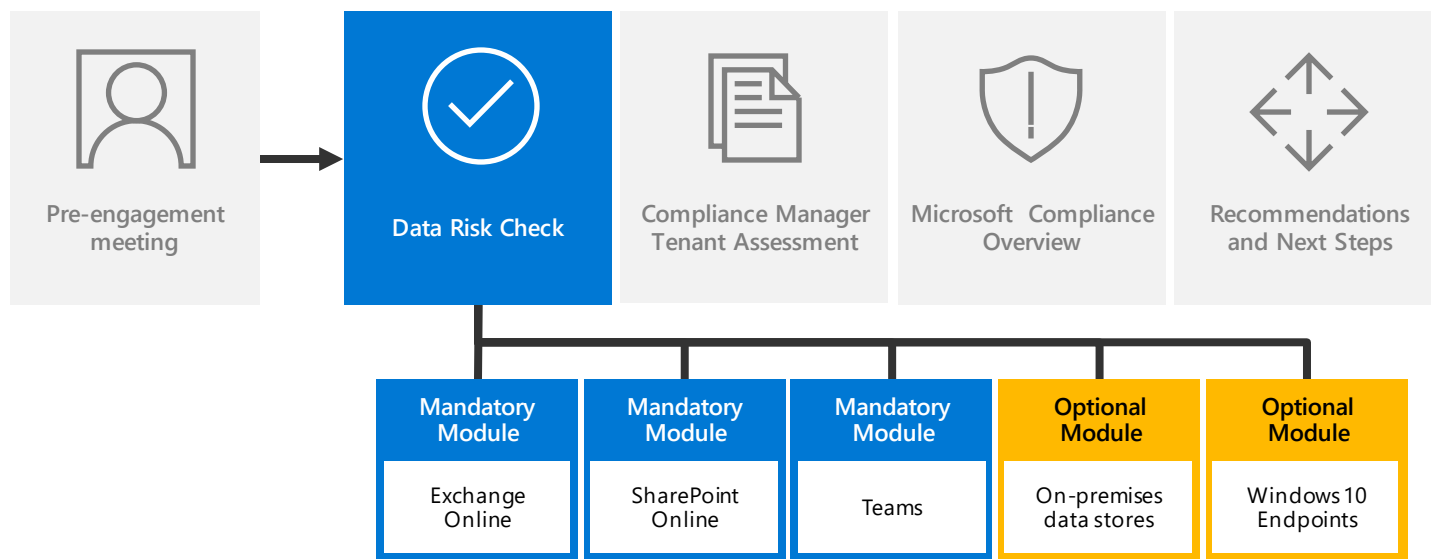 Pre-engagement
meeting
Data Risk Check
Compliance Manager
Tenant Assessment
Microsoft Compliance
Overview
Recommendations
and Next Steps
Mandatory
Module
Exchange
Online
Mandatory
Module
SharePoint
Online
Mandatory
Module
Teams
Optional
Module
On-premises
data stores
Optional
Module
Windows 10
Endpoints